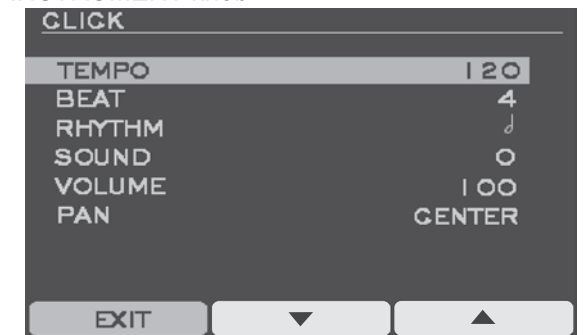 CLICK
TEMPO 120
BEAT 4
RHYTHM 𝅗𝅥
SOUND 0
VOLUME 100
PAN CENTER
EXIT ▼ ▲